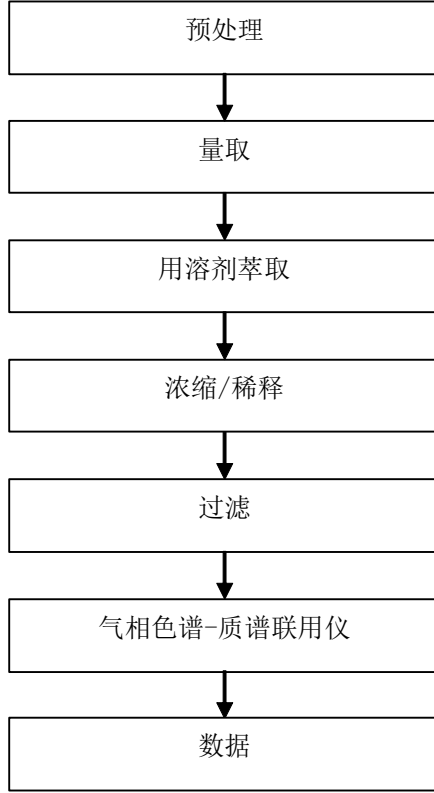 预处理
量取
用溶剂萃取
浓缩/稀释
过滤
气相色谱-质谱联用仪
数据